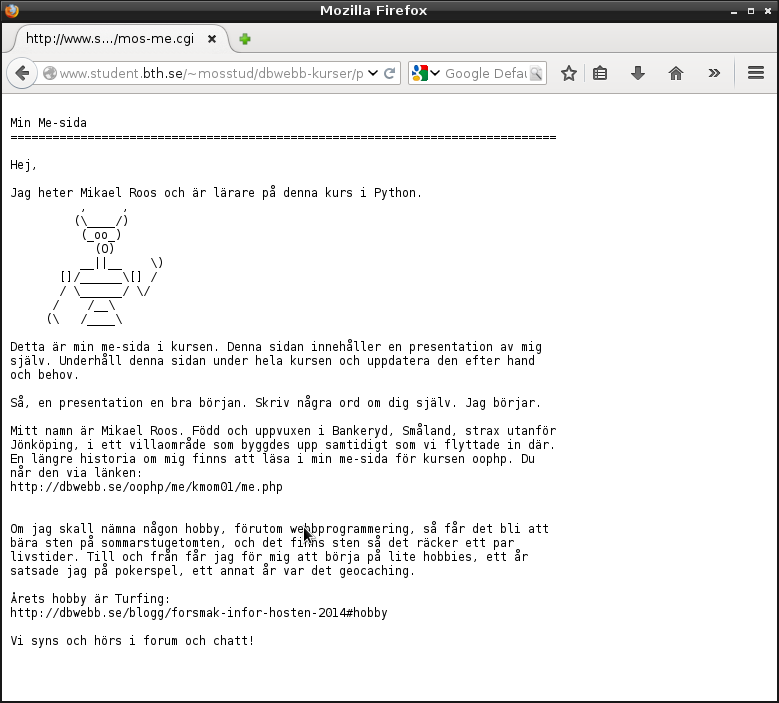 Mozilla Firefox
http://www.s.../mos-me.cgi
www.student.bth.se/~mosstud/dbwebb-kurser/p
Google Defau
Min Me-sida
==============================================================================
Hej,
Jag heter Mikael Roos och är lärare på denna kurs i Python.
         ,     ,
         (\____/)
          (_oo_)
            (O)
          __||__    \)
       []/______\[] /
       / \______/ \/
      /    /__\
     (\   /____\
Detta är min me-sida i kursen. Denna sidan innehåller en presentation av mig
själv. Underhåll denna sidan under hela kursen och uppdatera den efter hand
och behov.
Så, en presentation en bra början. Skriv några ord om dig själv. Jag börjar.
Mitt namn är Mikael Roos. Född och uppvuxen i Bankeryd, Småland, strax utanför
Jönköping, i ett villaområde som byggdes upp samtidigt som vi flyttade in där.
En längre historia om mig finns att läsa i min me-sida för kursen oophp. Du
når den via länken:
http://dbwebb.se/oophp/me/kmom01/me.php
Om jag skall nämna någon hobby, förutom webbprogrammering, så får det bli att
bära sten på sommarstugetomten, och det finns sten så det räcker ett par
livstider. Till och från får jag för mig att börja på lite hobbies, ett år
satsade jag på pokerspel, ett annat år var det geocaching.
Årets hobby är Turfing:
http://dbwebb.se/blogg/forsmak-infor-hosten-2014#hobby
Vi syns och hörs i forum och chatt!